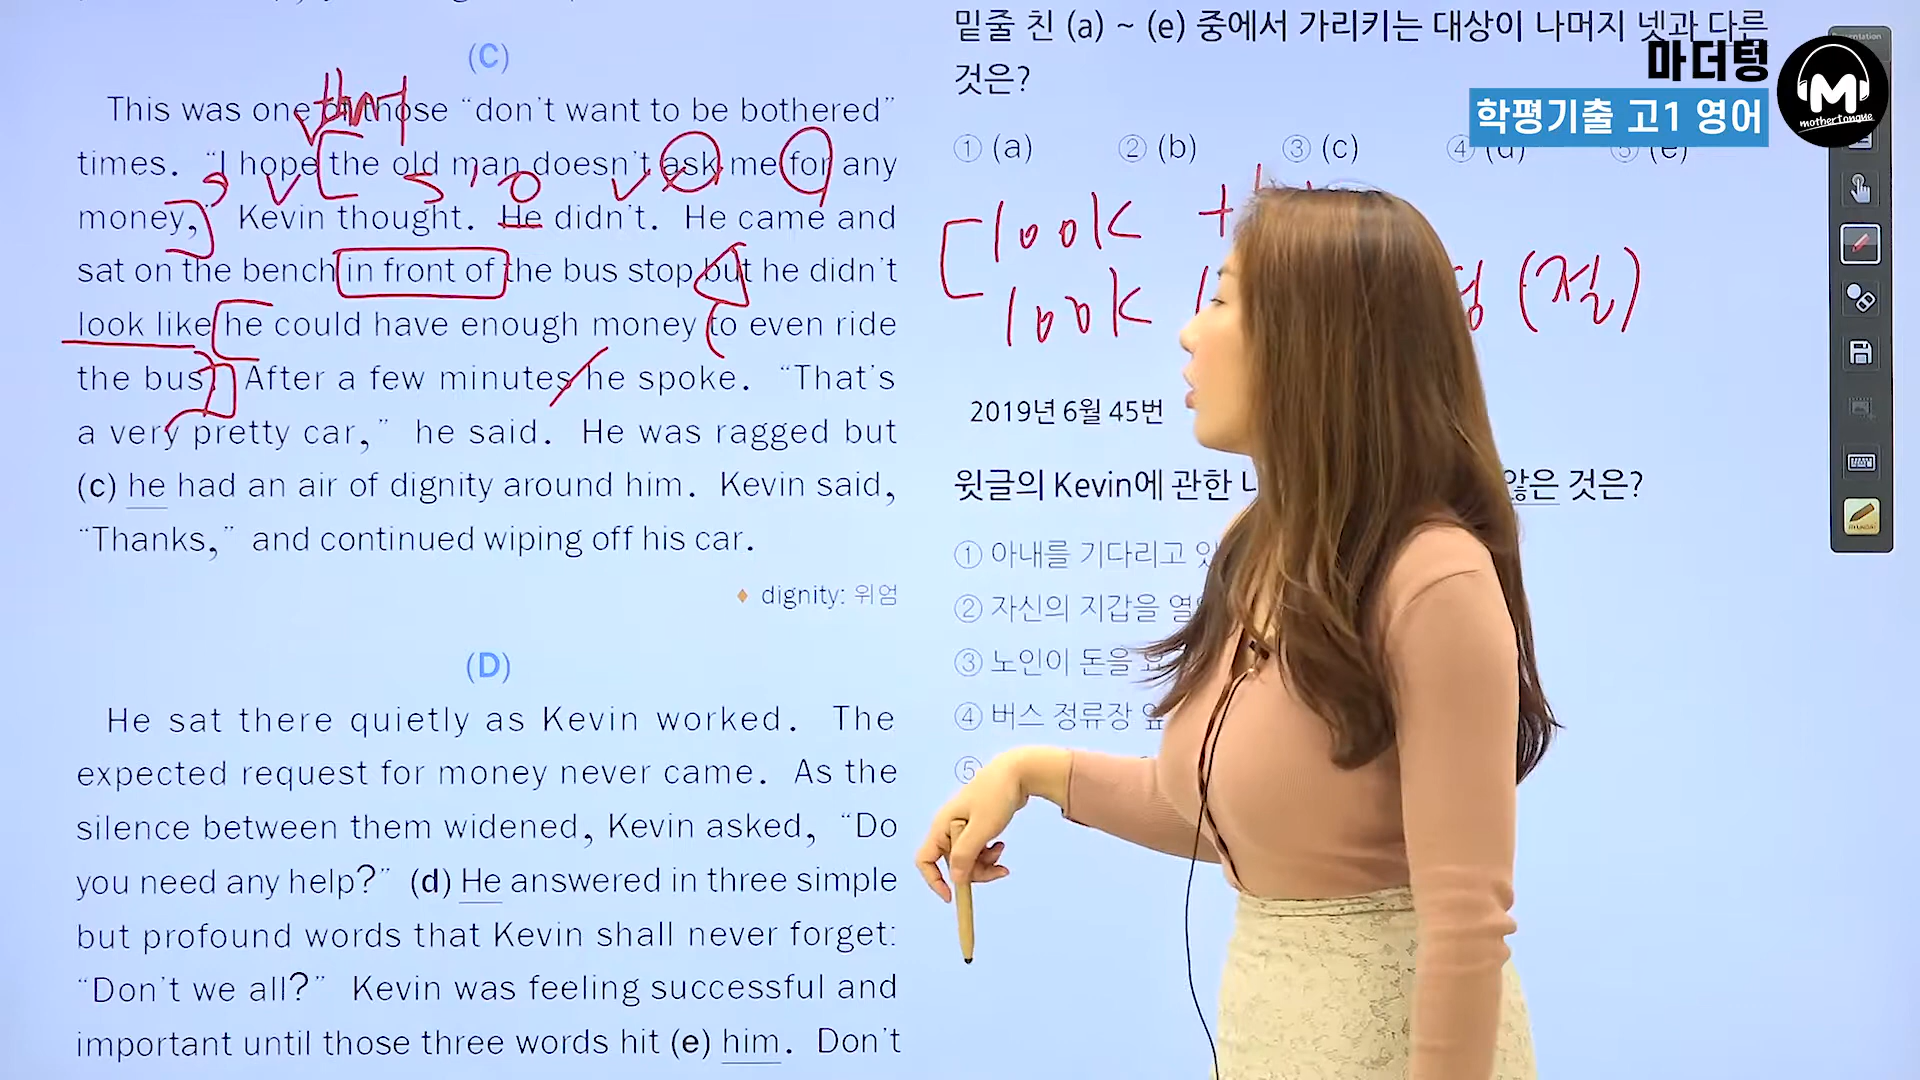 (C)
This was one of those “don’t want to be bothered”
times. “I hope the old man doesn’t ask me for any
money,” Kevin thought. He didn’t. He came and
sat on the bench in front of the bus stop but he didn’t
look like he could have enough money to even ride
the bus. After a few minutes he spoke. “That’s
a very pretty car,” he said. He was ragged but
(c) he had an air of dignity around him. Kevin said,
“Thanks,” and continued wiping off his car.
◆ dignity: 위엄
(D)
He sat there quietly as Kevin worked. The
expected request for money never came. As the
silence between them widened, Kevin asked, “Do
you need any help?” (d) He answered in three simple
but profound words that Kevin shall never forget:
“Don’t we all?” Kevin was feeling successful and
important until those three words hit (e) him. Don’t
that
s v s' o v
밑줄 친 (a) ~ (e) 중에서 가리키는 대상이 나머지 넷과 다른
것은?
① (a) ② (b) ③ (c) ④ (d) ⑤ (e)
look
look (절)
2019년 6월 45번
윗글의 Kevin에 관한 않은 것은?
① 아내를 기다리고
② 자신의 지갑을
③ 노인이 돈을
④ 버스 정류장
⑤
마더텅
학평기출 고1 영어
M
mothertongue